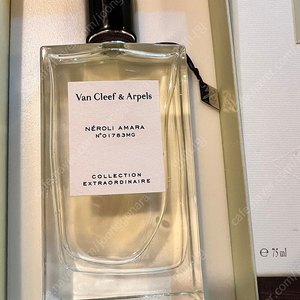 Van Cleef & Arpels
NÉROLI AMARA
N°01783MG
COLLECTION
EXTRAORDINAIRE
℮ 75 ml